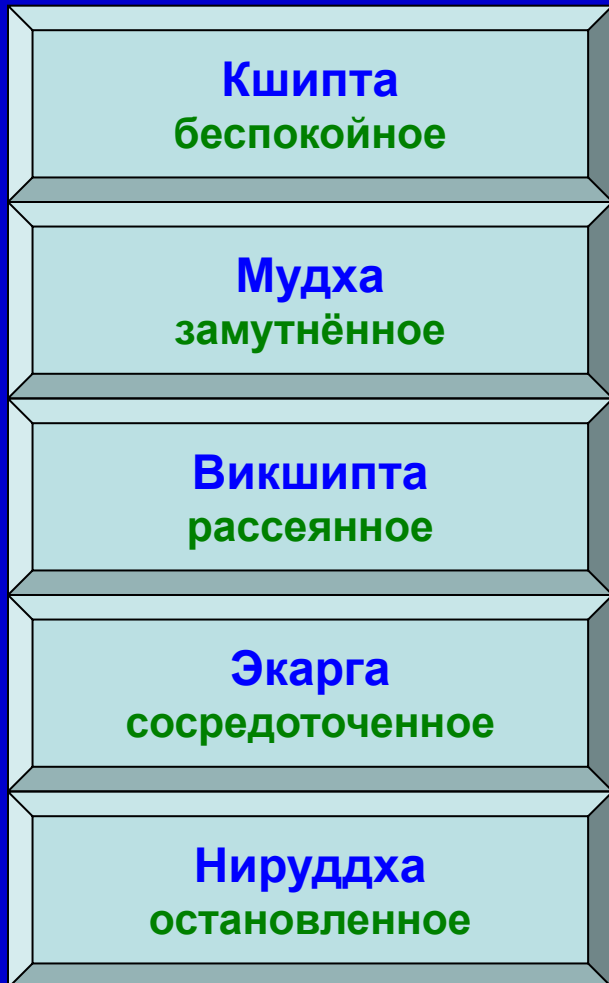 Кшипта
беспокойное
Мудха
замутнённое
Викшипта
рассеянное
Экарга
сосредоточенное
Нируддха
остановленное